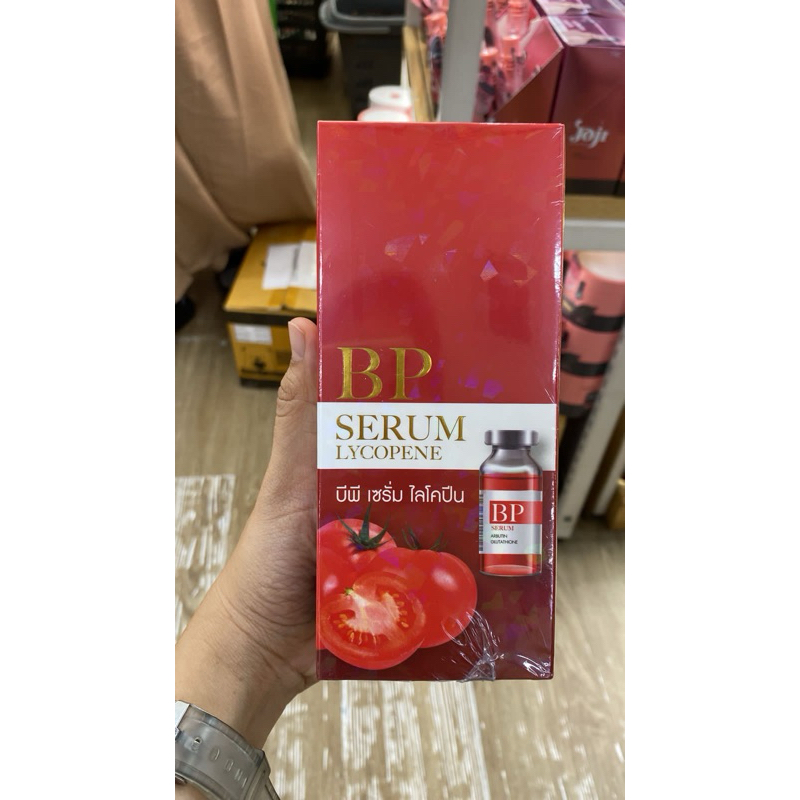 Joji
BP
SERUM
LYCOPENE
บีพี เซรั่ม ไลโคปีน
BP
SERUM
ARBUTIN
GLUTATHIONE